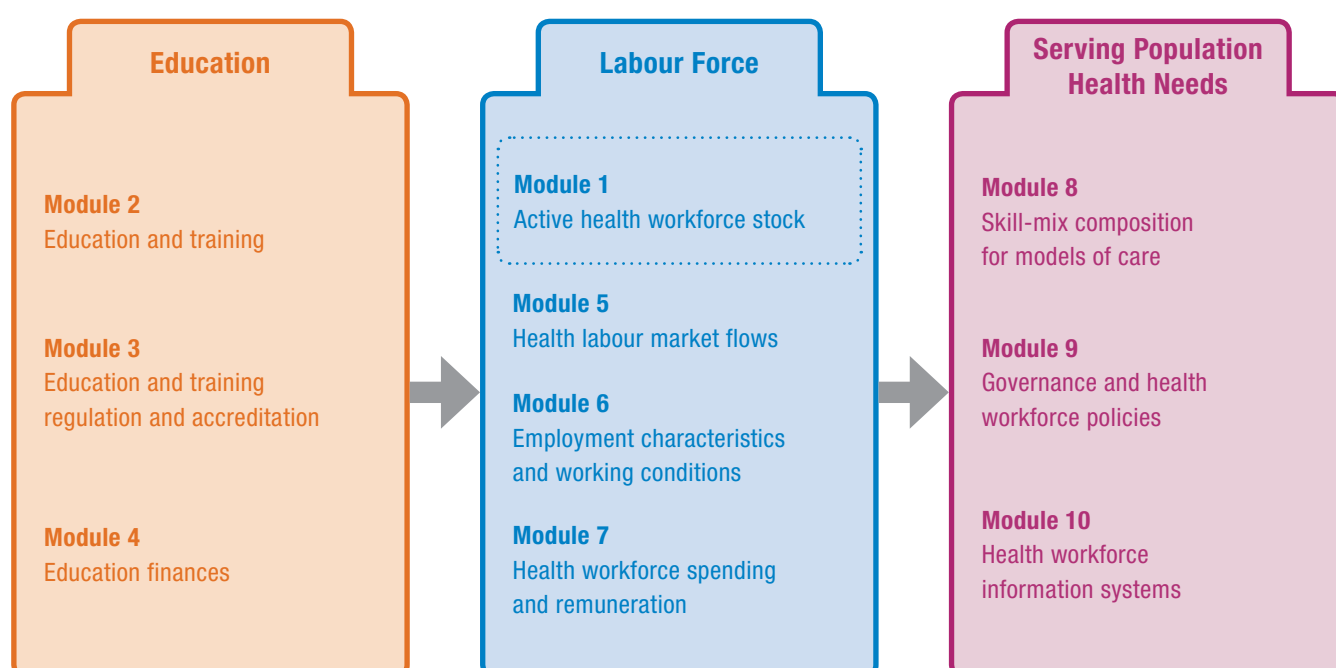 Education
Module 2
Education and training
Module 3
Education and training
regulation and accreditation
Module 4
Education finances
Labour Force
Module 1
Active health workforce stock
Module 5
Health labour market flows
Module 6
Employment characteristics
and working conditions
Module 7
Health workforce spending
and remuneration
Serving Population
Health Needs
Module 8
Skill-mix composition
for models of care
Module 9
Governance and health
workforce policies
Module 10
Health workforce
information systems